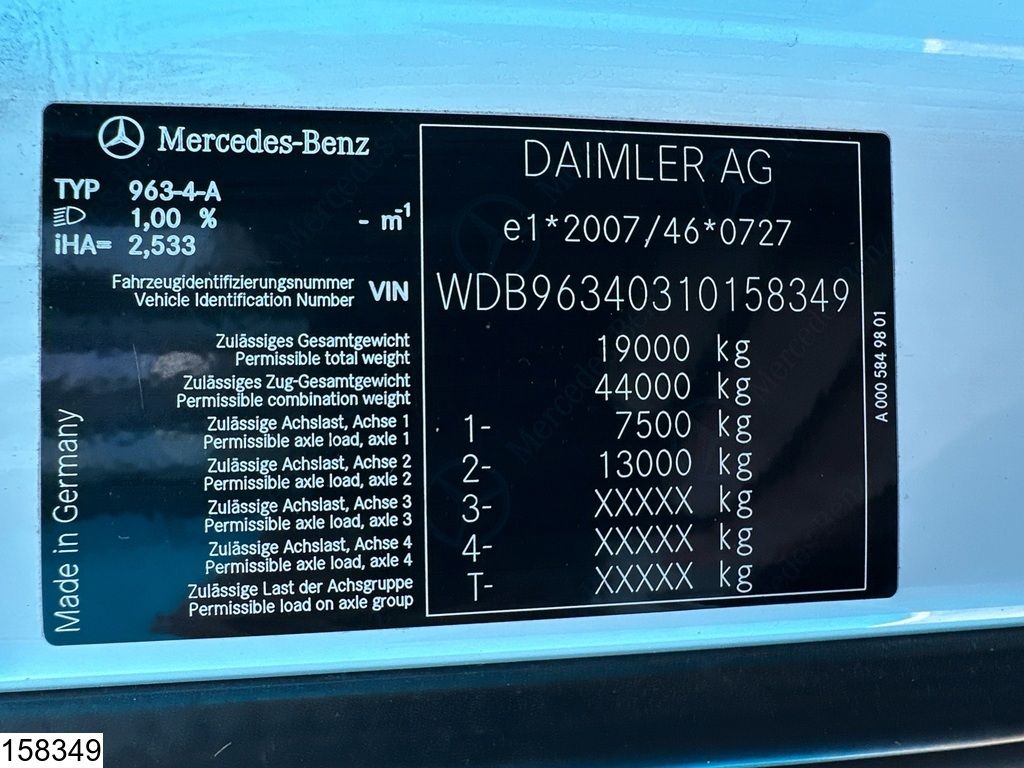 Mercedes-Benz
TYP 963-4-A
1,00 % - m⁻¹
iHA= 2,533
Fahrzeugidentifizierungsnummer
Vehicle Identification Number VIN
DAIMLER AG
e1*2007/46*0727
WDB96340310158349
Zulässiges Gesamtgewicht
Permissible total weight
19000 kg
Zulässiges Zug-Gesamtgewicht
Permissible combination weight
44000 kg
Zulässige Achslast, Achse 1
Permissible axle load, axle 1
1- 7500 kg
Zulässige Achslast, Achse 2
Permissible axle load, axle 2
2- 13000 kg
Zulässige Achslast, Achse 3
Permissible axle load, axle 3
3- XXXXX kg
Zulässige Achslast, Achse 4
Permissible axle load, axle 4
4- XXXXX kg
Zulässige Last der Achsgruppe
Permissible load on axle group
T- XXXXX kg
Made in Germany
A 000 584 98 01
158349